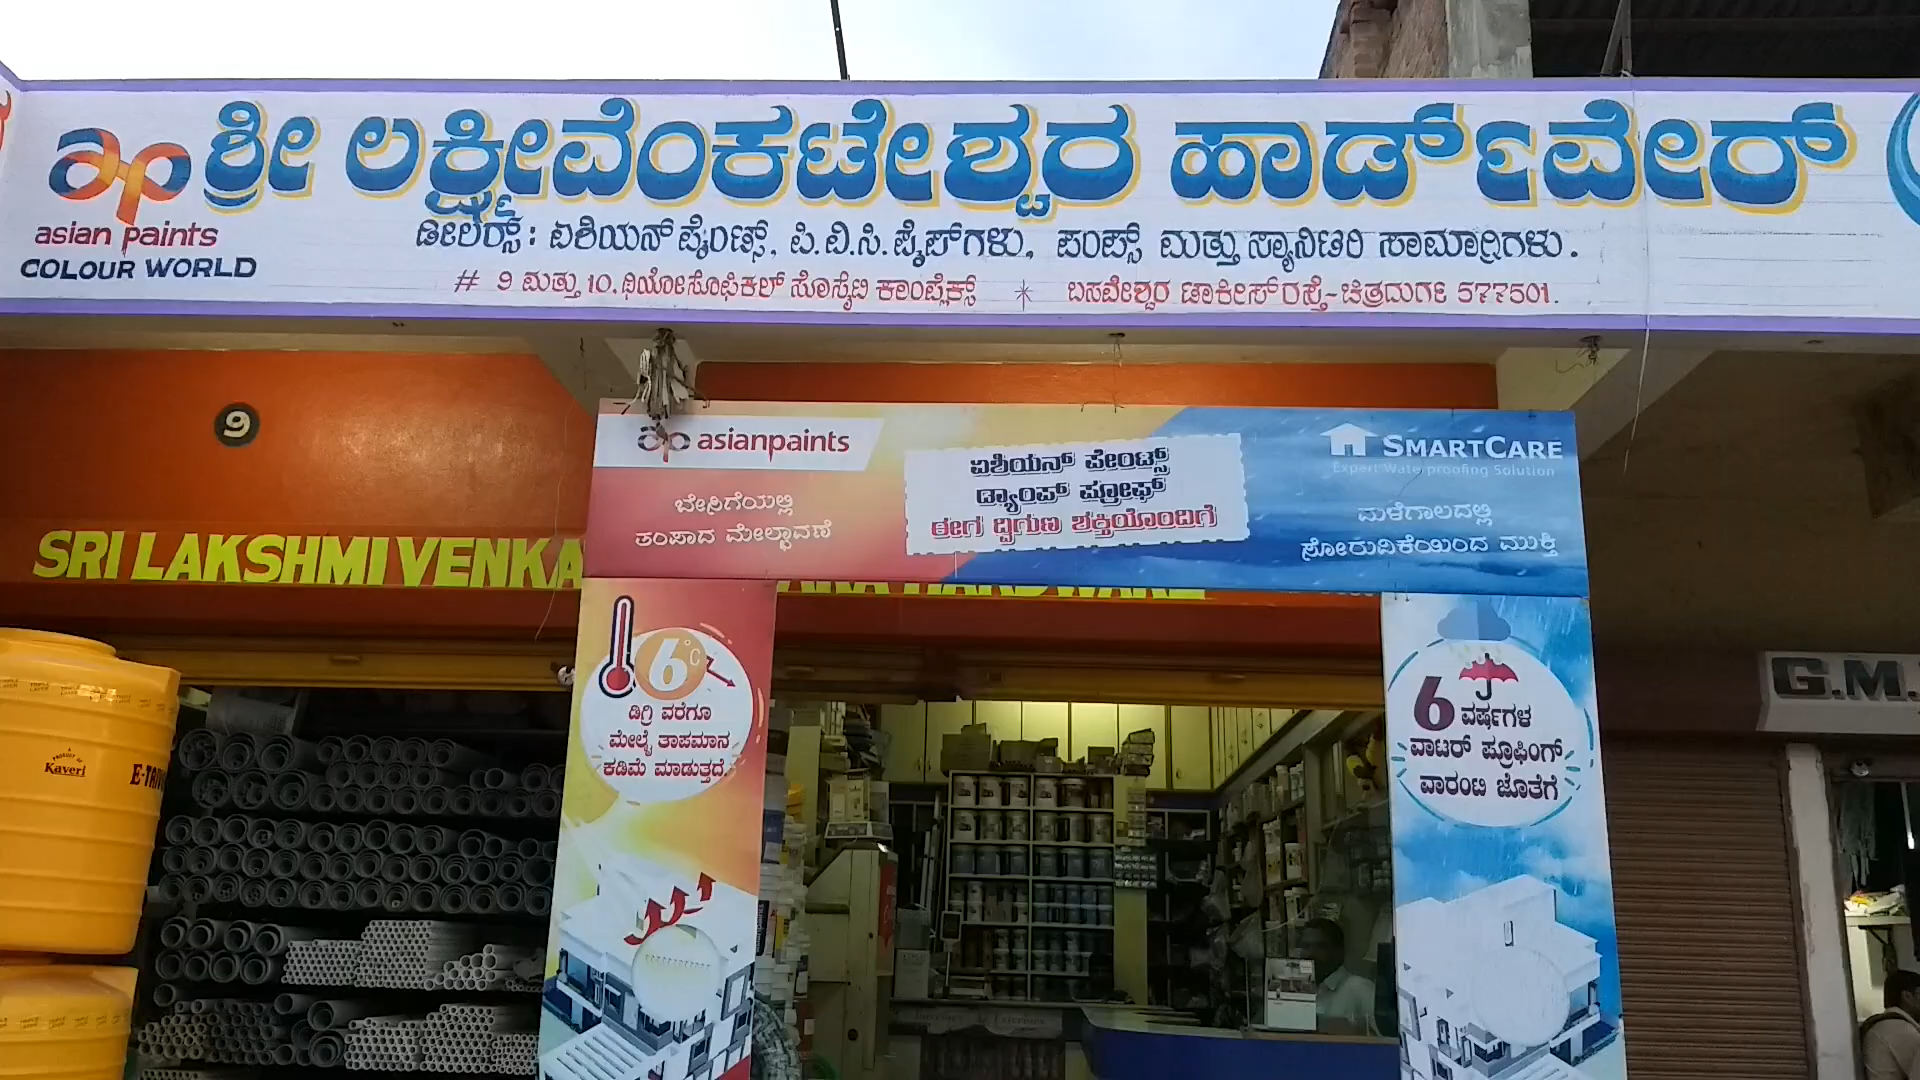 ಶ್ರೀ ಲಕ್ಷ್ಮೀವೆಂಕಟೇಶ್ವರ ಹಾರ್ಡ್‌ವೇರ್
asian paints
COLOUR WORLD
ಡೀಲರ್ಸ್ : ಏಶಿಯನ್ ಪೈಂಟ್ಸ್, ಪಿ.ವಿ.ಸಿ. ಪೈಪ್‌ಗಳು, ಪಂಪ್ಸ್ ಮತ್ತು ಸ್ಯಾನಿಟರಿ ಸಾಮಾಗ್ರಿಗಳು.
# 9 ಮತ್ತು 10. ಥಿಯೋಸೊಫಿಕಲ್ ಸೊಸೈಟಿ ಕಾಂಪ್ಲೆಕ್ಸ್ * ಬಸವೇಶ್ವರ ಟಾಕೀಸ್ ರಸ್ತೆ-ಚಿತ್ರದುರ್ಗ 577501.
9
asianpaints
ಬೇಸಿಗೆಯಲ್ಲಿ
ತಂಪಾದ ಮೇಲ್ಛಾವಣಿ
ಏಶಿಯನ್ ಪೇಂಟ್ಸ್
ಡ್ಯಾಂಪ್ ಪ್ರೂಫ್
ಈಗ ದ್ವಿಗುಣ ಶಕ್ತಿಯೊಂದಿಗೆ
SMARTCARE
Expert Waterproofing Solution
ಮಳೆಗಾಲದಲ್ಲಿ
ಸೋರುವಿಕೆಯಿಂದ ಮುಕ್ತಿ
SRI LAKSHMI VENKA
HARDWARE
6°C
ಡಿಗ್ರಿ ವರೆಗೂ
ಮೇಲ್ಮೈ ತಾಪಮಾನ
ಕಡಿಮೆ ಮಾಡುತ್ತದೆ.
6 ವರ್ಷಗಳ
ವಾಟರ್ ಪ್ರೂಫಿಂಗ್
ವಾರಂಟಿ ಜೊತೆಗೆ
G.M.
Kaveri